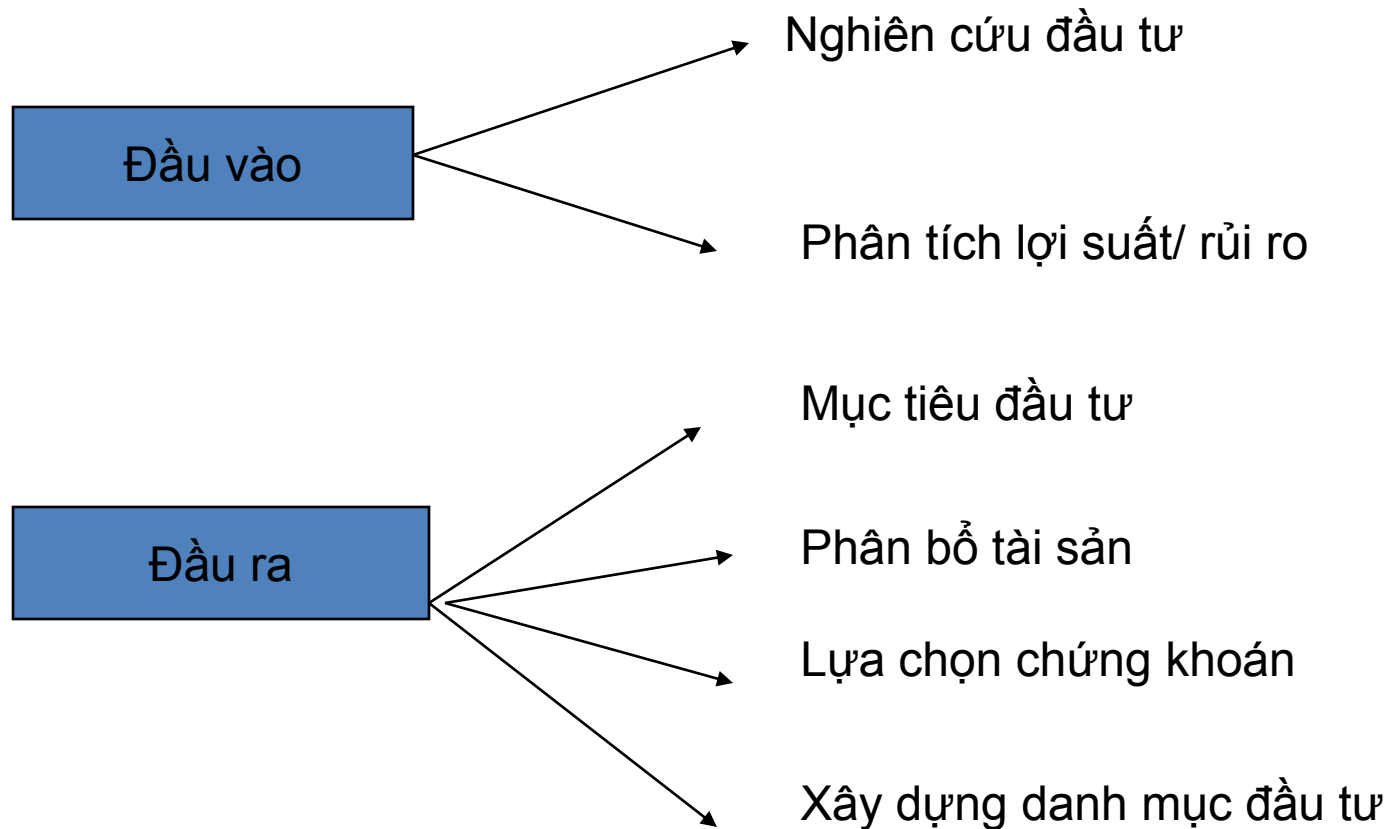 Nghiên cứu đầu tư
Đầu vào
Phân tích lợi suất/ rủi ro
Mục tiêu đầu tư
Phân bổ tài sản
Đầu ra
Lựa chọn chứng khoán
Xây dựng danh mục đầu tư